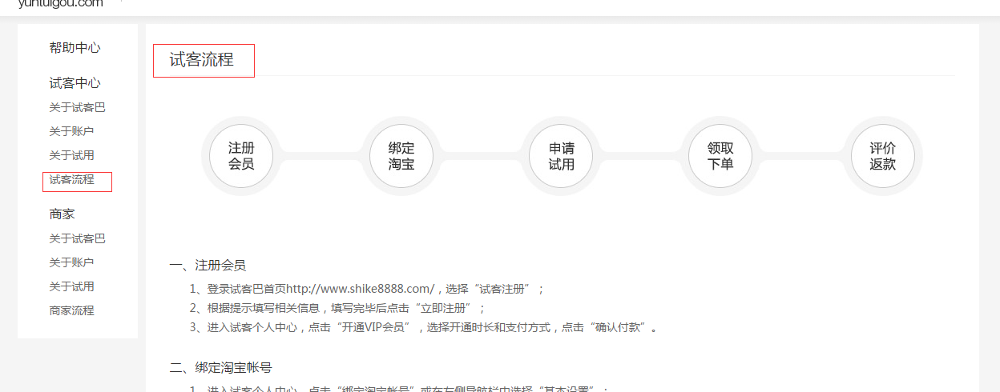 yuntuigou.com
帮助中心
试客中心
关于试客巴
关于账户
关于试用
试客流程
商家
关于试客巴
关于账户
关于试用
商家流程
试客流程
注册
会员
绑定
淘宝
申请
试用
领取
下单
评价
返款
一、注册会员
1、登录试客巴首页http://www.shike8888.com/，选择“试客注册”；
2、根据提示填写相关信息，填写完毕后点击“立即注册”；
3、进入试客个人中心，点击“开通VIP会员”，选择开通时长和支付方式，点击“确认付款”。
二、绑定淘宝帐号
1、进入试客个人中心，点击“绑定淘宝帐号”或在左侧导航栏中选择“基本设置”；